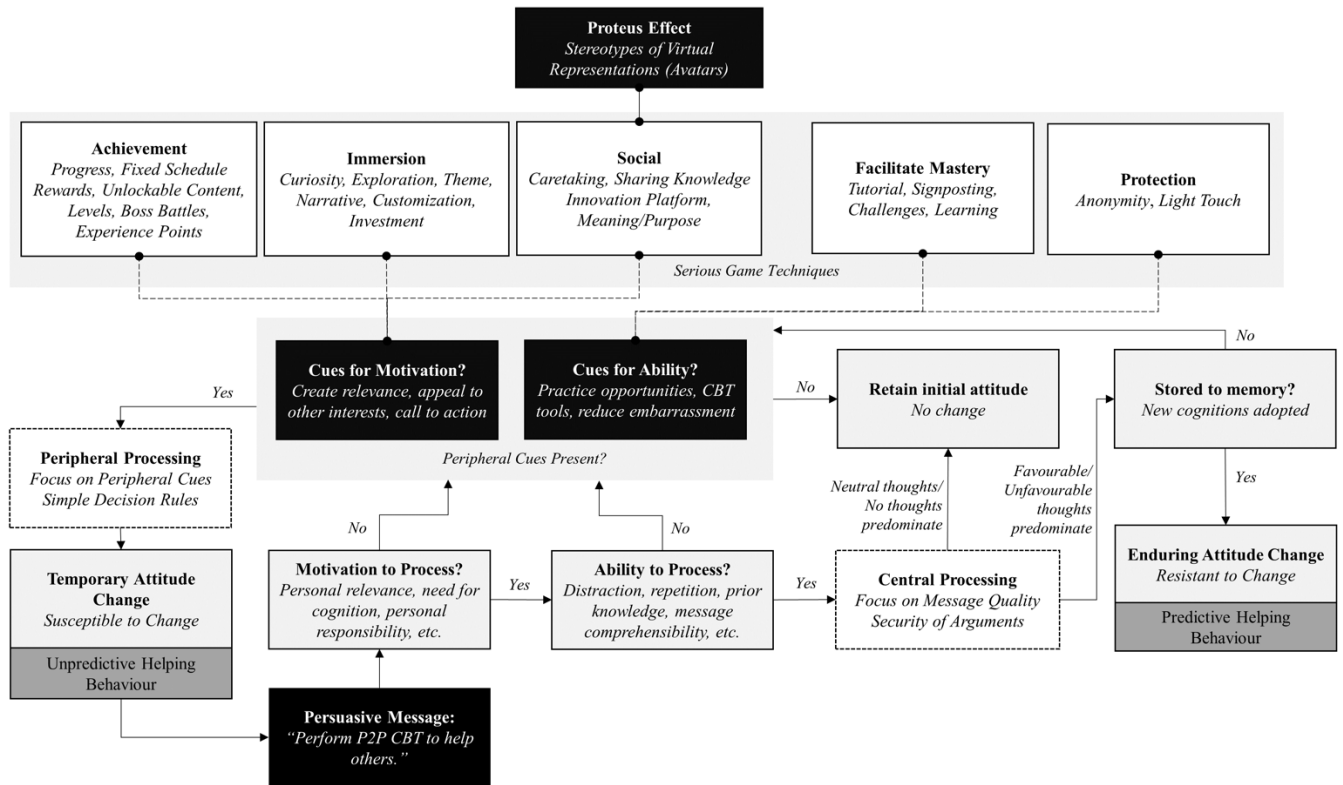 Proteus Effect
Stereotypes of Virtual
Representations (Avatars)
Achievement
Progress, Fixed Schedule
Rewards, Unlockable Content,
Levels, Boss Battles,
Experience Points
Immersion
Curiosity, Exploration, Theme,
Narrative, Customization,
Investment
Social
Caretaking, Sharing Knowledge
Innovation Platform,
Meaning/Purpose
Facilitate Mastery
Tutorial, Signposting,
Challenges, Learning
Protection
Anonymity, Light Touch
Serious Game Techniques
Cues for Motivation?
Create relevance, appeal to
other interests, call to action
Cues for Ability?
Practice opportunities, CBT
tools, reduce embarrassment
Peripheral Cues Present?
Yes
No
No
Retain initial attitude
No change
Stored to memory?
New cognitions adopted
Peripheral Processing
Focus on Peripheral Cues
Simple Decision Rules
Neutral thoughts/
No thoughts
predominate
Favourable/
Unfavourable
thoughts
predominate
Yes
No
No
Temporary Attitude
Change
Susceptible to Change
Unpredictive Helping
Behaviour
Motivation to Process?
Personal relevance, need for
cognition, personal
responsibility, etc.
Yes
Ability to Process?
Distraction, repetition, prior
knowledge, message
comprehensibility, etc.
Yes
Central Processing
Focus on Message Quality
Security of Arguments
Enduring Attitude Change
Resistant to Change
Predictive Helping
Behaviour
Persuasive Message:
“Perform P2P CBT to help
others.”